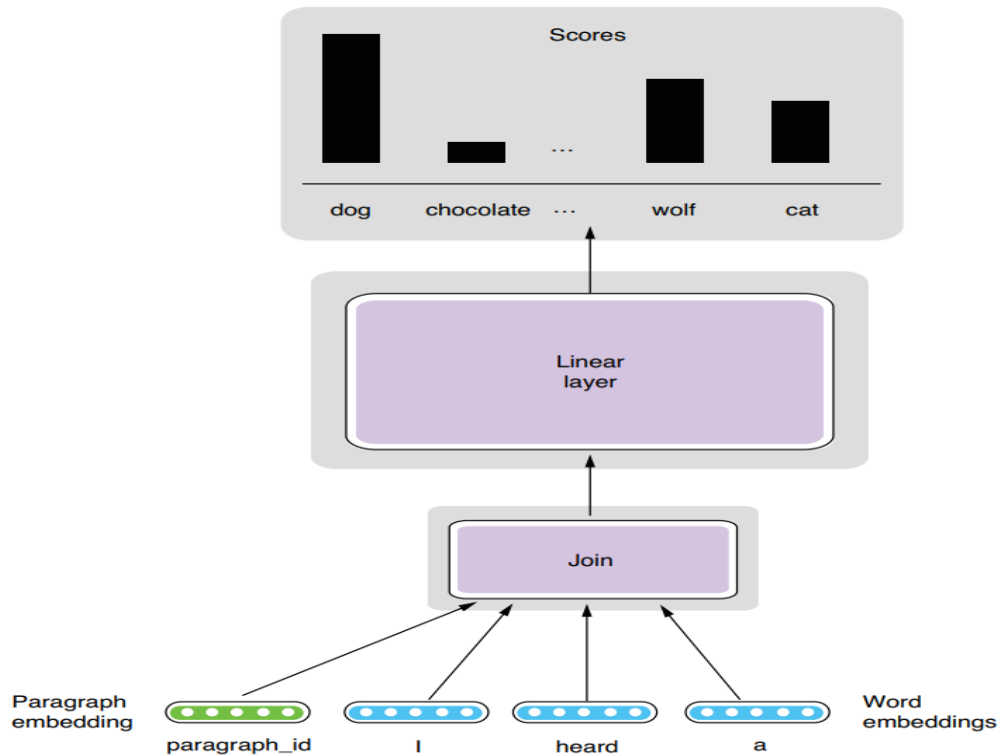 Scores
...
dog chocolate ... wolf cat
Linear
layer
Join
Paragraph
embedding
Word
embeddings
paragraph_id I heard a